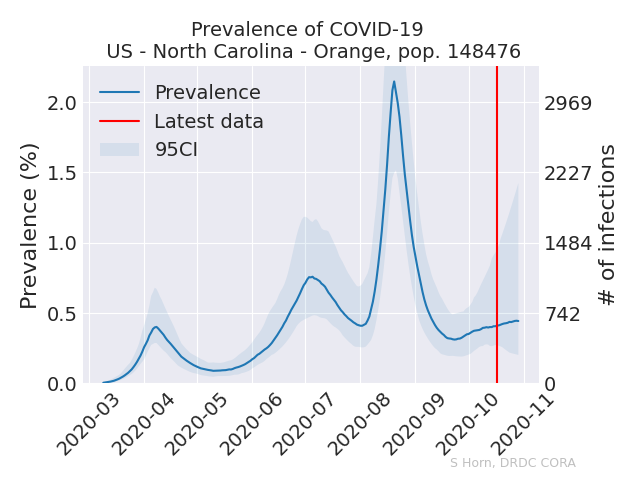 Prevalence of COVID-19
US - North Carolina - Orange, pop. 148476
Prevalence
Latest data
95CI
Prevalence (%)
2.0
1.5
1.0
0.5
0.0
2969
2227
1484
742
0
# of infections
2020-03
2020-04
2020-05
2020-06
2020-07
2020-08
2020-09
2020-10
2020-11
S Horn, DRDC CORA